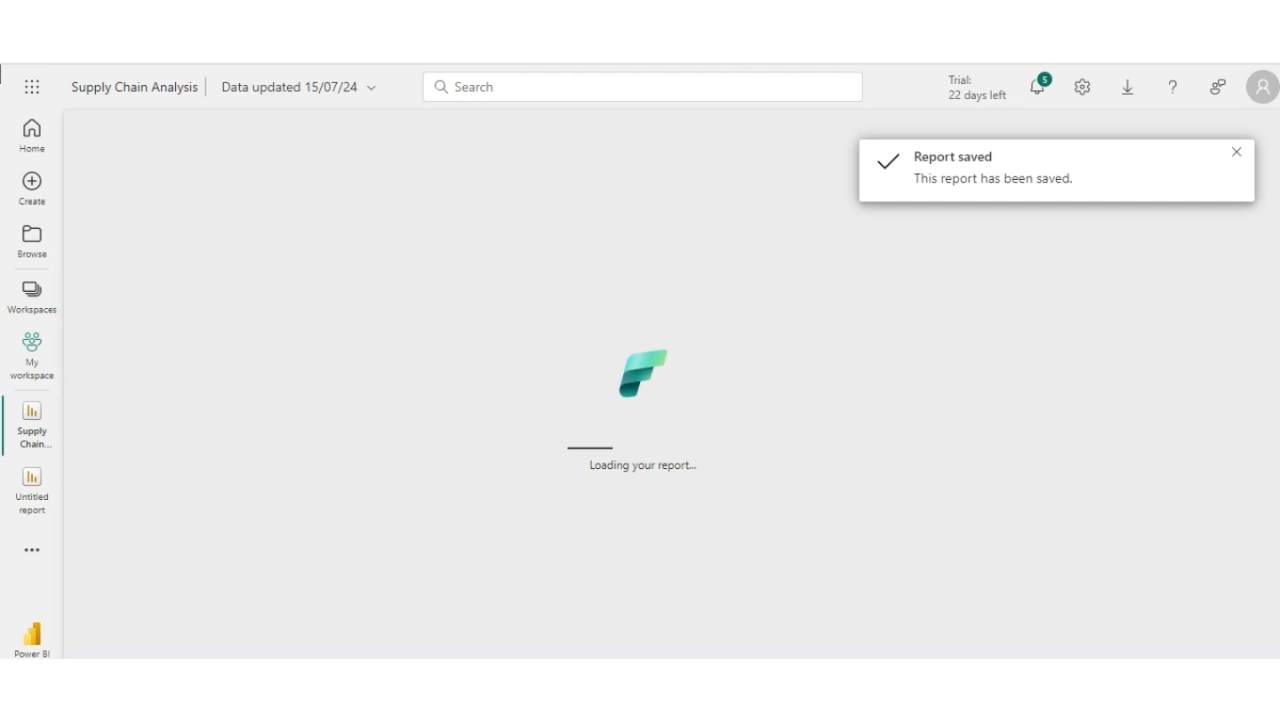 Supply Chain Analysis
Data updated 15/07/24
Search
Trial:
22 days left
5
?
Home
Create
Browse
Workspaces
My
workspace
Supply
Chain...
Untitled
report
Power BI
Report saved
This report has been saved.
Loading your report...